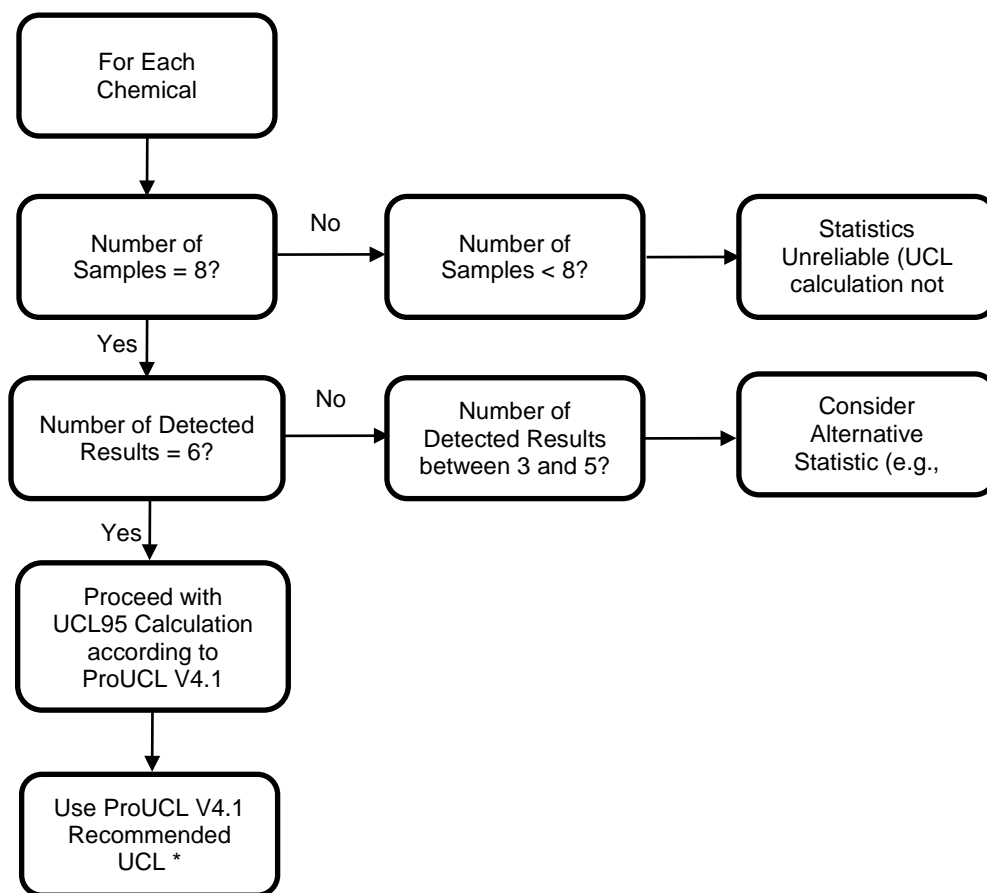 For Each
Chemical
Number of
Samples = 8?
No
Number of
Samples < 8?
Statistics
Unreliable (UCL
calculation not
Yes
Number of Detected
Results = 6?
No
Number of
Detected Results
between 3 and 5?
Consider
Alternative
Statistic (e.g.,
Yes
Proceed with
UCL95 Calculation
according to
ProUCL V4.1
Use ProUCL V4.1
Recommended
UCL *